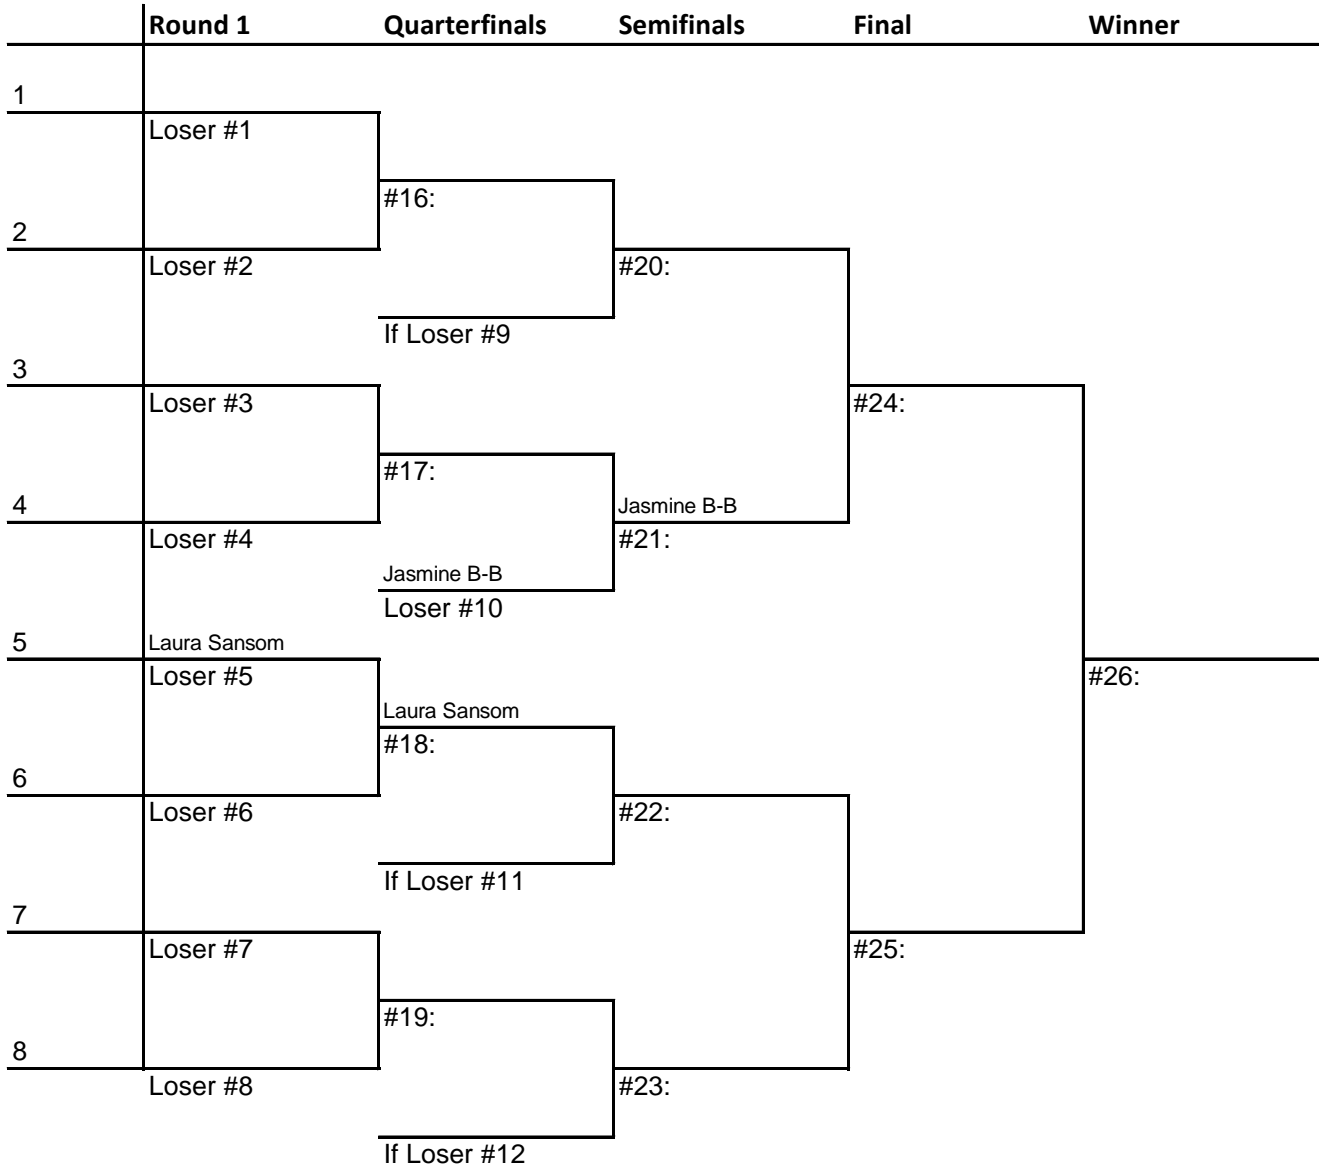 Round 1 Quarterfinals Semifinals Final Winner
1
Loser #1
#16:
2
Loser #2 #20:
If Loser #9
3
Loser #3 #24:
#17:
4 Jasmine B-B
Loser #4 #21:
Jasmine B-B
Loser #10
5 Laura Sansom
Loser #5 #26:
Laura Sansom
#18:
6
Loser #6 #22:
If Loser #11
7
Loser #7 #25:
#19:
8
Loser #8 #23:
If Loser #12